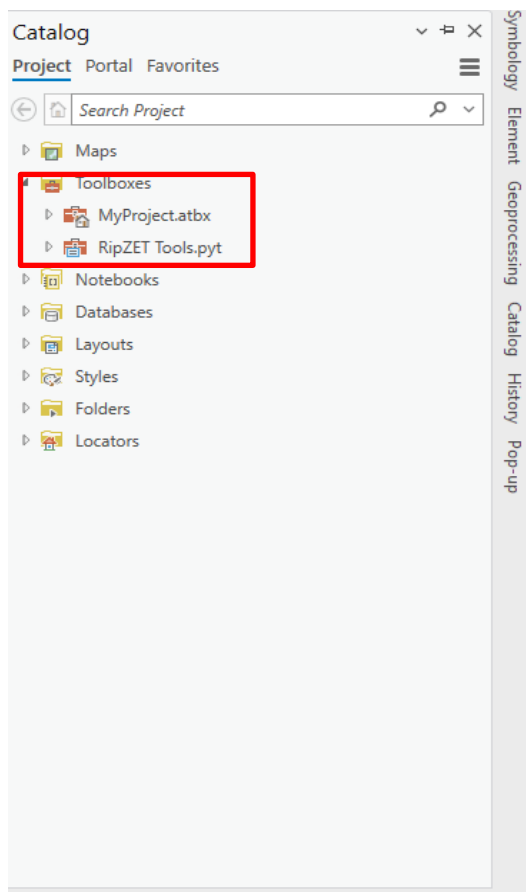 Catalog
Project Portal Favorites
Search Project
Maps
Toolboxes
MyProject.atbx
RipZET Tools.pyt
Notebooks
Databases
Layouts
Styles
Folders
Locators
Symbology
Element
Geoprocessing
Catalog
History
Pop-up